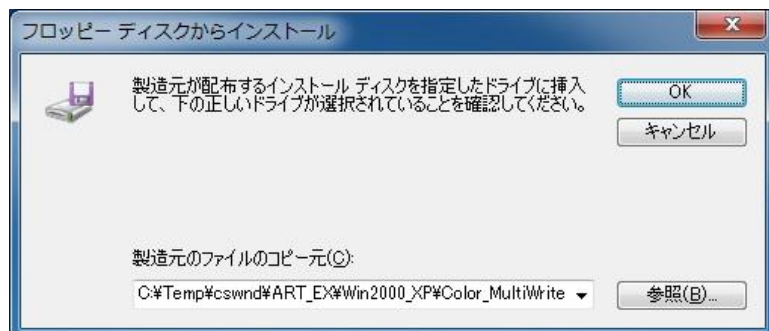 フロッピー ディスクからインストール
製造元が配布するインストール ディスクを指定したドライブに挿入
して、下の正しいドライブが選択されていることを確認してください。
OK
キャンセル
製造元のファイルのコピー元(C):
C:¥Temp¥cswnd¥ART_EX¥Win2000_XP¥Color_MultiWrite
参照(B)...